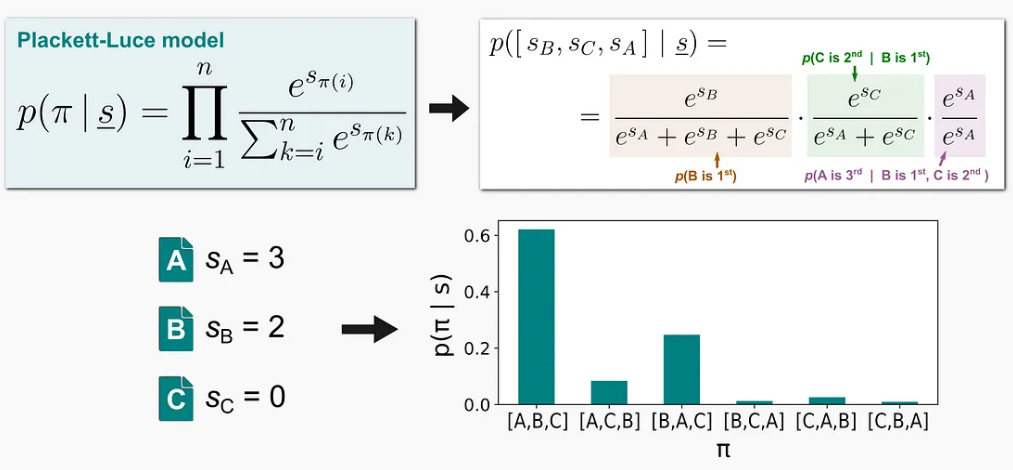 Plackett-Luce model
p(π | s) = ∏_{i=1}^{n} e^{s_{π(i)}} / ∑_{k=i}^{n} e^{s_{π(k)}}
p([ s_B, s_C, s_A ] | s) =
p(C is 2nd | B is 1st)
= e^{s_B} / (e^{s_A} + e^{s_B} + e^{s_C}) · e^{s_C} / (e^{s_A} + e^{s_C}) · e^{s_A} / e^{s_A}
p(B is 1st)
p(A is 3rd | B is 1st, C is 2nd )
A s_A = 3
B s_B = 2
C s_C = 0
p(π | s)
0.6
0.4
0.2
0.0
[A,B,C] [A,C,B] [B,A,C] [B,C,A] [C,A,B] [C,B,A]
π